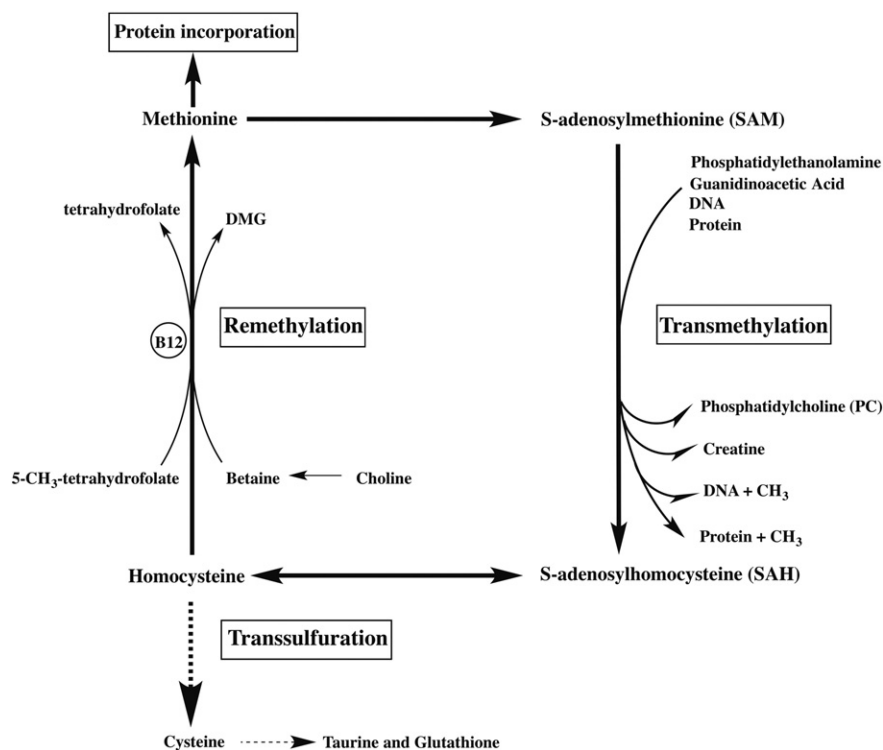 Protein incorporation
Methionine
S-adenosylmethionine (SAM)
Phosphatidylethanolamine
Guanidinoacetic Acid
DNA
Protein
tetrahydrofolate
DMG
B12
Remethylation
Transmethylation
Phosphatidylcholine (PC)
Creatine
5-CH₃-tetrahydrofolate
Betaine
Choline
DNA + CH₃
Protein + CH₃
Homocysteine
S-adenosylhomocysteine (SAH)
Transsulfuration
Cysteine
Taurine and Glutathione